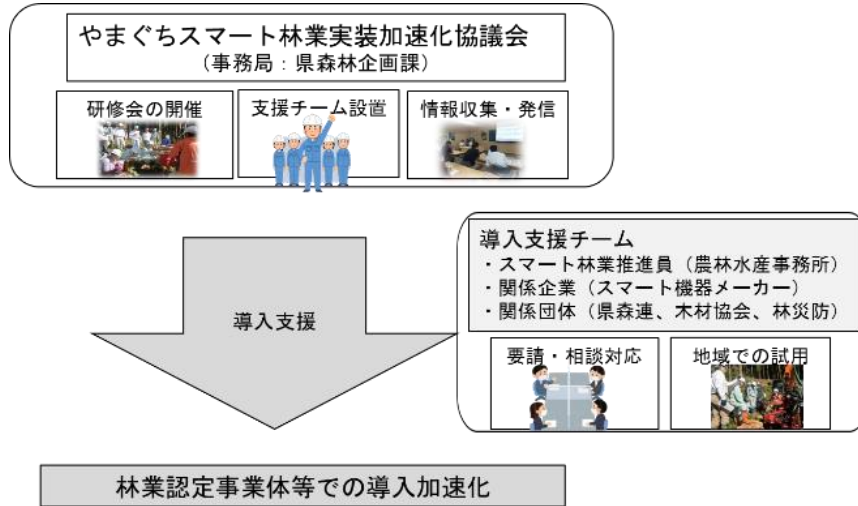 やまぐちスマート林業実装加速化協議会
（事務局：県森林企画課）
研修会の開催
支援チーム設置
情報収集・発信
導入支援
導入支援チーム
・スマート林業推進員（農林水産事務所）
・関係企業（スマート機器メーカー）
・関係団体（県森連、木材協会、林災防）
要請・相談対応
地域での試用
林業認定事業体等での導入加速化